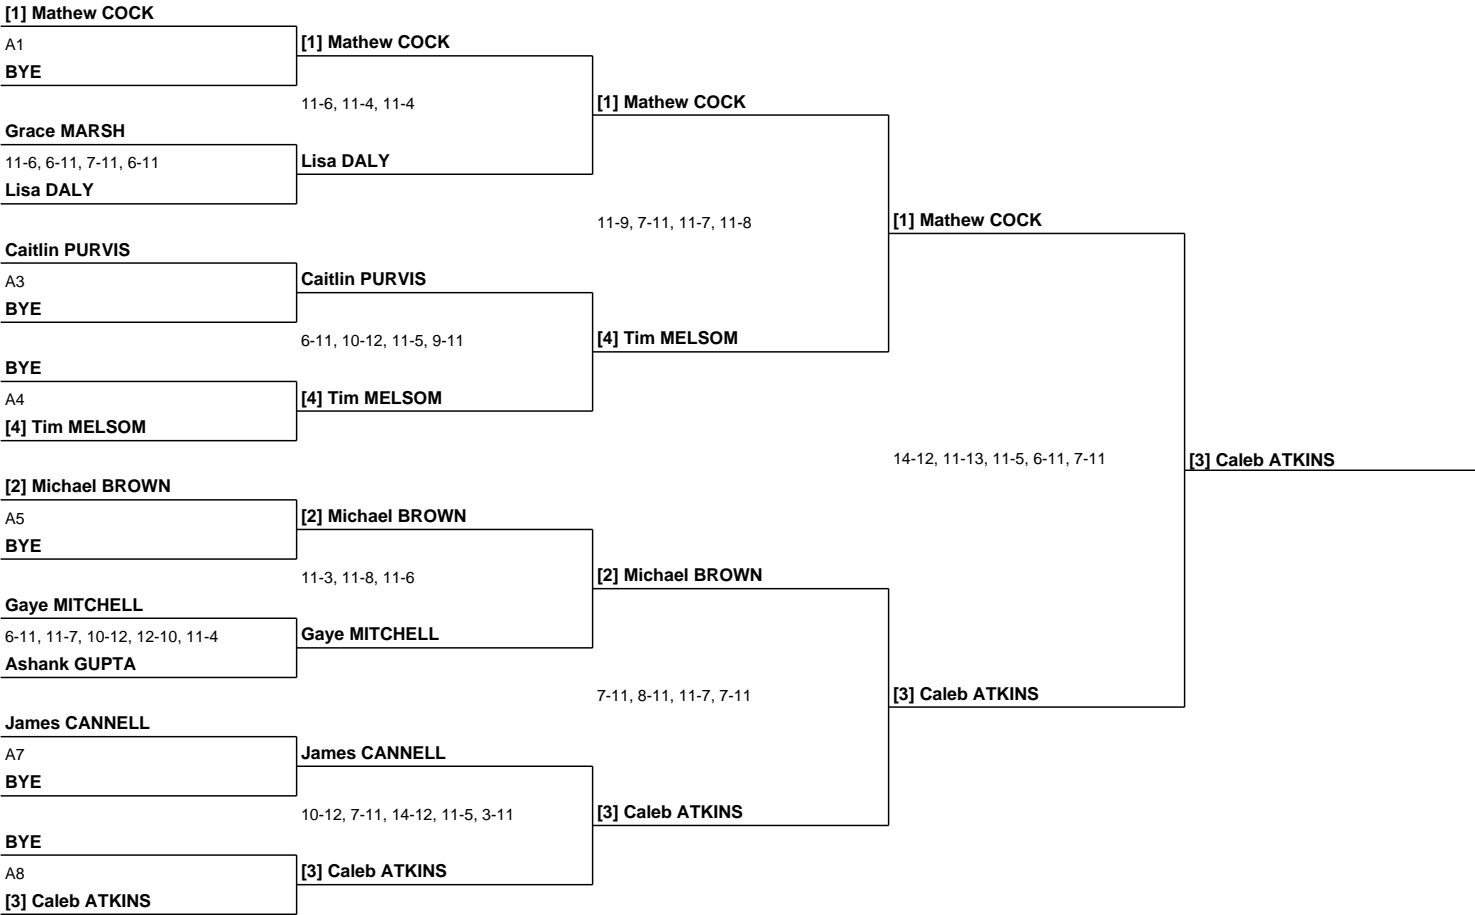 [1] Mathew COCK
A1
BYE
Grace MARSH
11-6, 6-11, 7-11, 6-11
Lisa DALY
Caitlin PURVIS
A3
BYE
BYE
A4
[4] Tim MELSOM
[2] Michael BROWN
A5
BYE
Gaye MITCHELL
6-11, 11-7, 10-12, 12-10, 11-4
Ashank GUPTA
James CANNELL
A7
BYE
BYE
A8
[3] Caleb ATKINS
[1] Mathew COCK
11-6, 11-4, 11-4
Lisa DALY
Caitlin PURVIS
6-11, 10-12, 11-5, 9-11
[4] Tim MELSOM
[2] Michael BROWN
11-3, 11-8, 11-6
Gaye MITCHELL
James CANNELL
10-12, 7-11, 14-12, 11-5, 3-11
[3] Caleb ATKINS
[1] Mathew COCK
11-9, 7-11, 11-7, 11-8
[4] Tim MELSOM
[2] Michael BROWN
7-11, 8-11, 11-7, 7-11
[3] Caleb ATKINS
[1] Mathew COCK
14-12, 11-13, 11-5, 6-11, 7-11
[3] Caleb ATKINS
[3] Caleb ATKINS